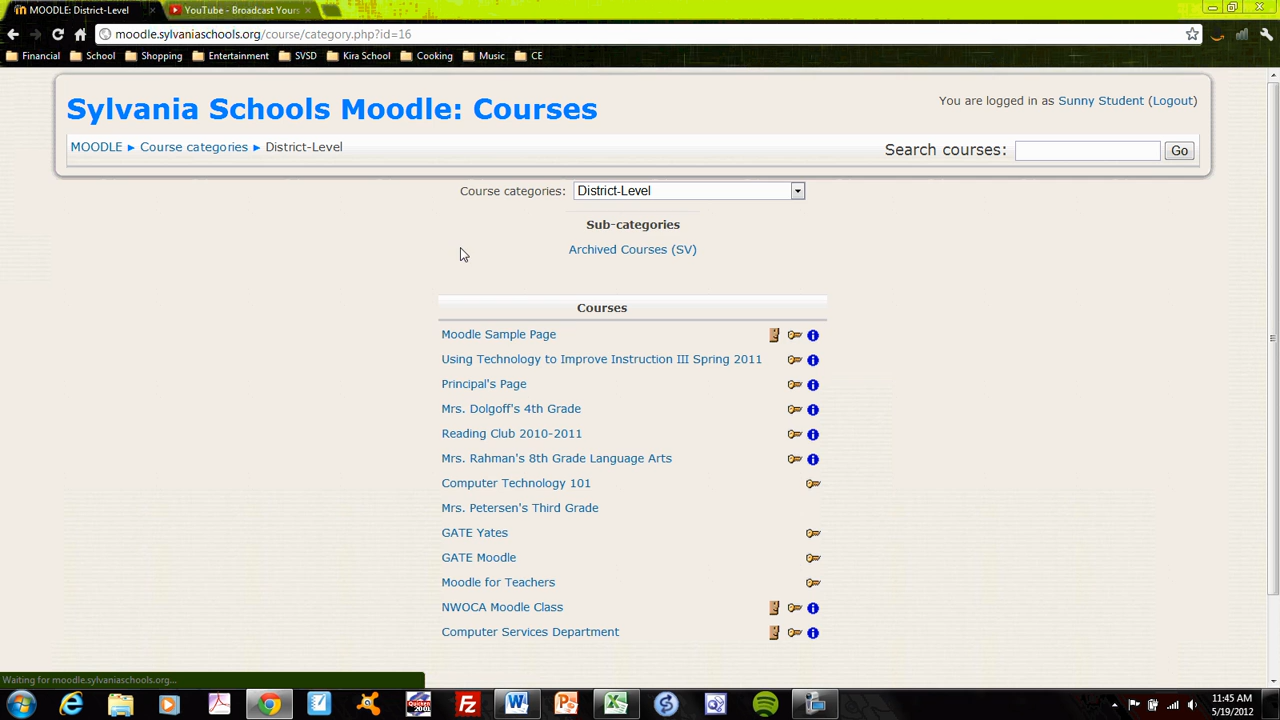 MOODLE: District-Level
YouTube - Broadcast Yours
moodle.sylvaniaschools.org/course/category.php?id=16
Financial School Shopping Entertainment SVSD Kira School Cooking Music CE
Sylvania Schools Moodle: Courses
You are logged in as Sunny Student (Logout)
MOODLE ► Course categories ► District-Level
Search courses: Go
Course categories: District-Level
Sub-categories
Archived Courses (SV)
Courses
Moodle Sample Page
Using Technology to Improve Instruction III Spring 2011
Principal's Page
Mrs. Dolgoff's 4th Grade
Reading Club 2010-2011
Mrs. Rahman's 8th Grade Language Arts
Computer Technology 101
Mrs. Petersen's Third Grade
GATE Yates
GATE Moodle
Moodle for Teachers
NWOCA Moodle Class
Computer Services Department
Waiting for moodle.sylvaniaschools.org...
11:45 AM
5/19/2012